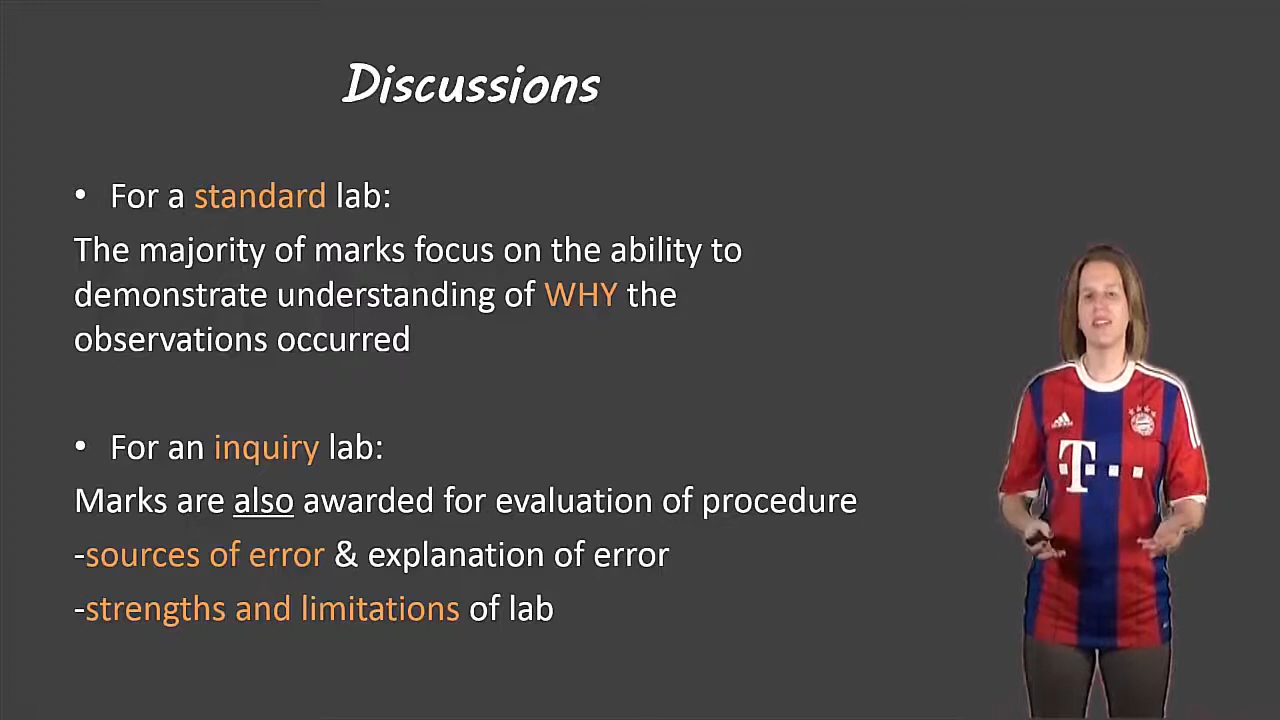 Discussions
• For a standard lab:
The majority of marks focus on the ability to
demonstrate understanding of WHY the
observations occurred
• For an inquiry lab:
Marks are also awarded for evaluation of procedure
-sources of error & explanation of error
-strengths and limitations of lab
adidas
T